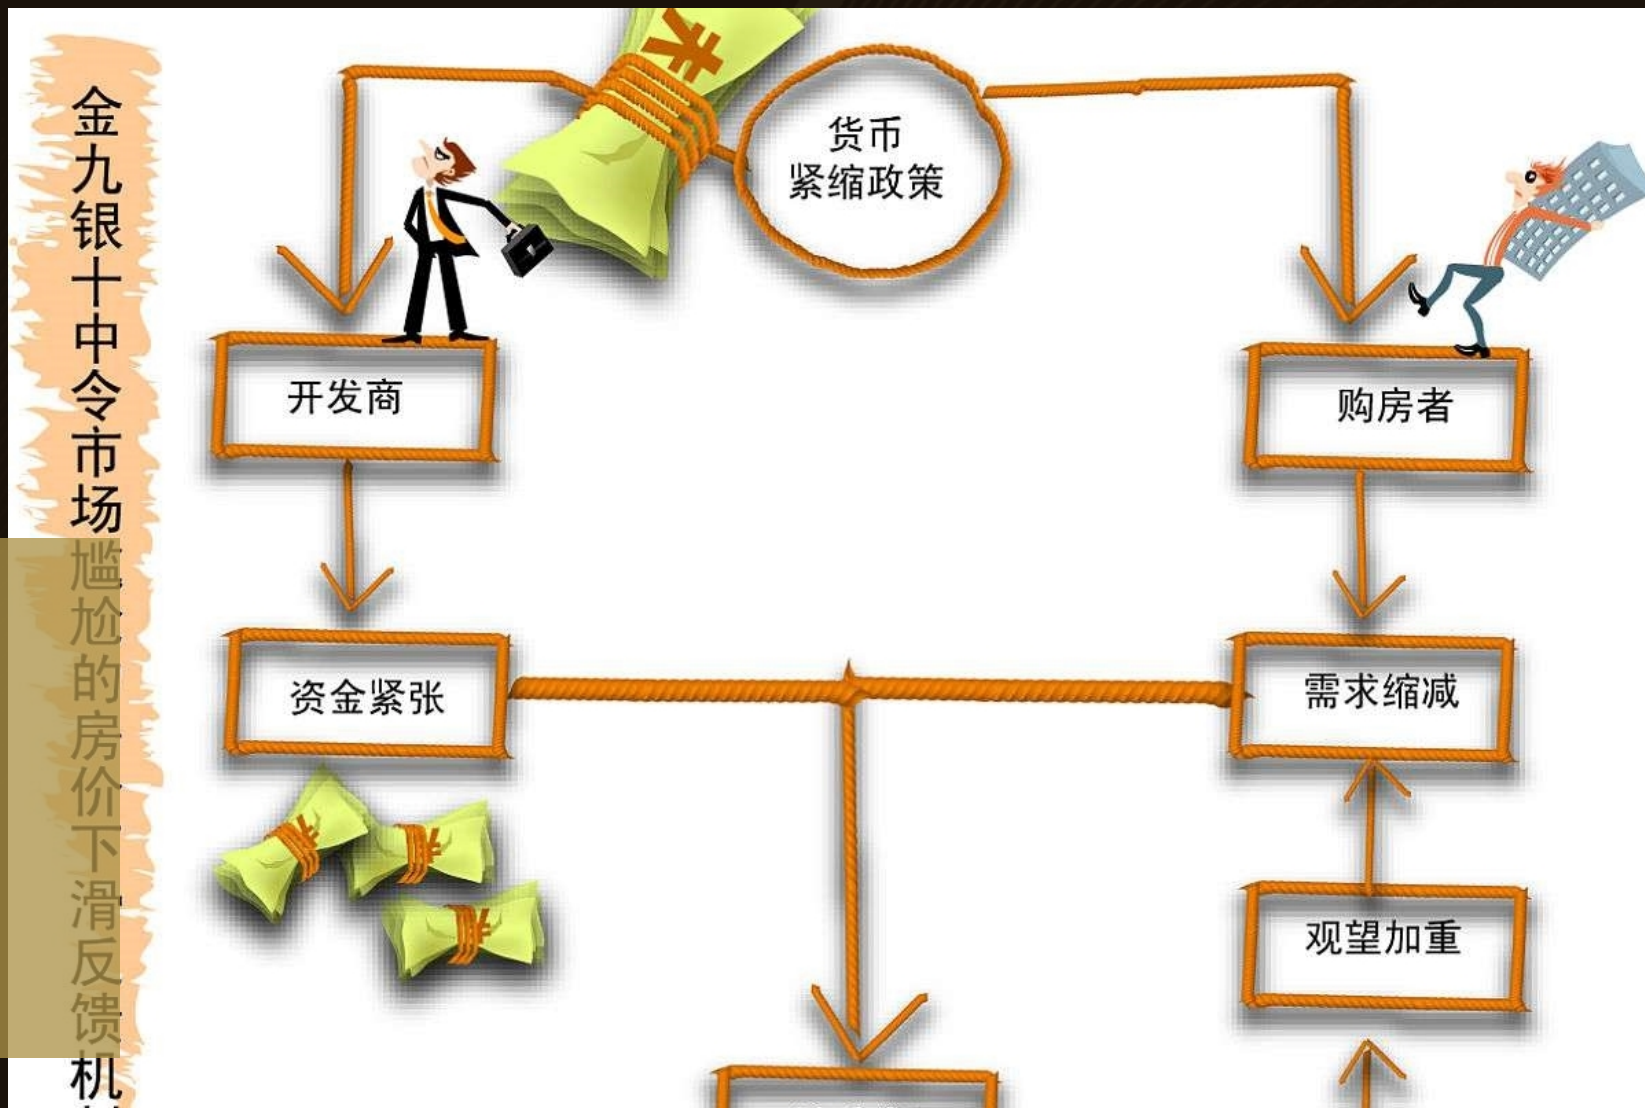 金九银十中令市场尴尬的房价下滑反馈机
货币
紧缩政策
开发商
购房者
资金紧张
需求缩减
观望加重